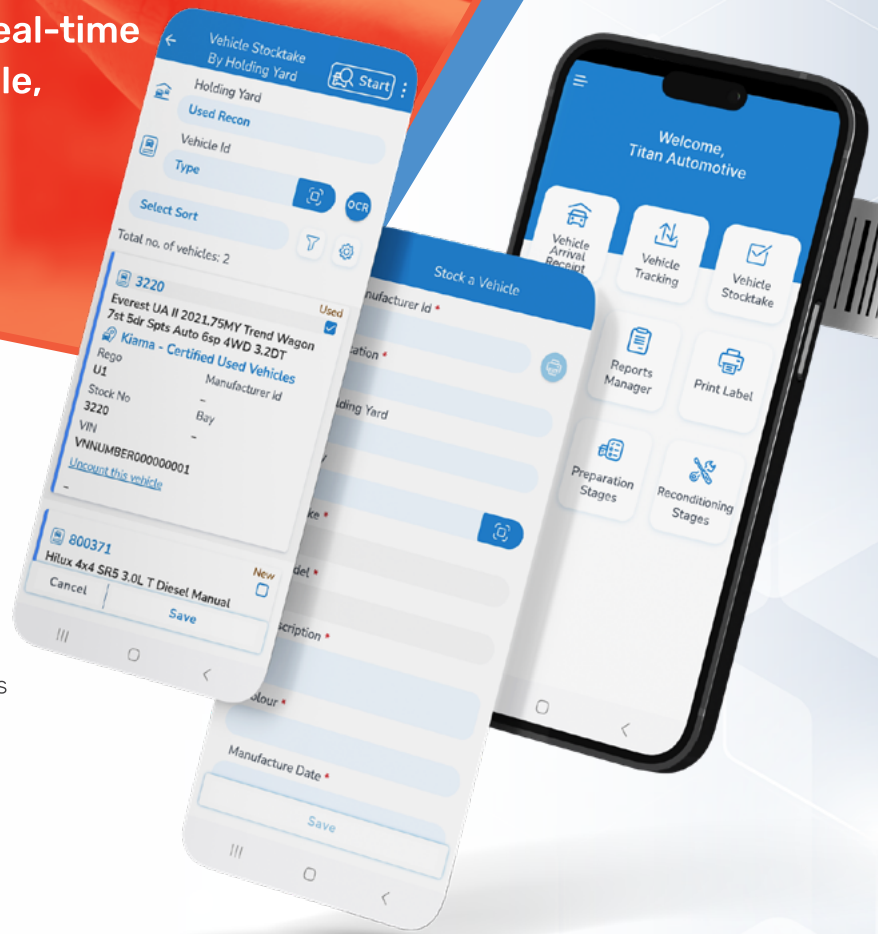 eal-time
le,
Vehicle Stocktake
By Holding Yard
Start
Holding Yard
Used Recon
Vehicle Id
Type
OCR
Select Sort
Total no. of vehicles: 2
3220
Used
Everest UA II 2021.75MY Trend Wagon
7st 5dr Spts Auto 6sp 4WD 3.2DT
Kiama - Certified Used Vehicles
Rego
Manufacturer id
U1
-
Stock No
Bay
3220
-
VIN
VNNUMBER000000001
Uncount this vehicle
-
800371
New
Hilux 4x4 SR5 3.0L T Diesel Manual
Cancel
Save
s
Stock a Vehicle
nufacturer Id *
ation *
lding Yard
y
ke *
del *
scription *
olour *
Manufacture Date *
Save
Welcome,
Titan Automotive
Vehicle
Arrival
Receipt
Vehicle
Tracking
Vehicle
Stocktake
Reports
Manager
Print Label
Preparation
Stages
Reconditioning
Stages